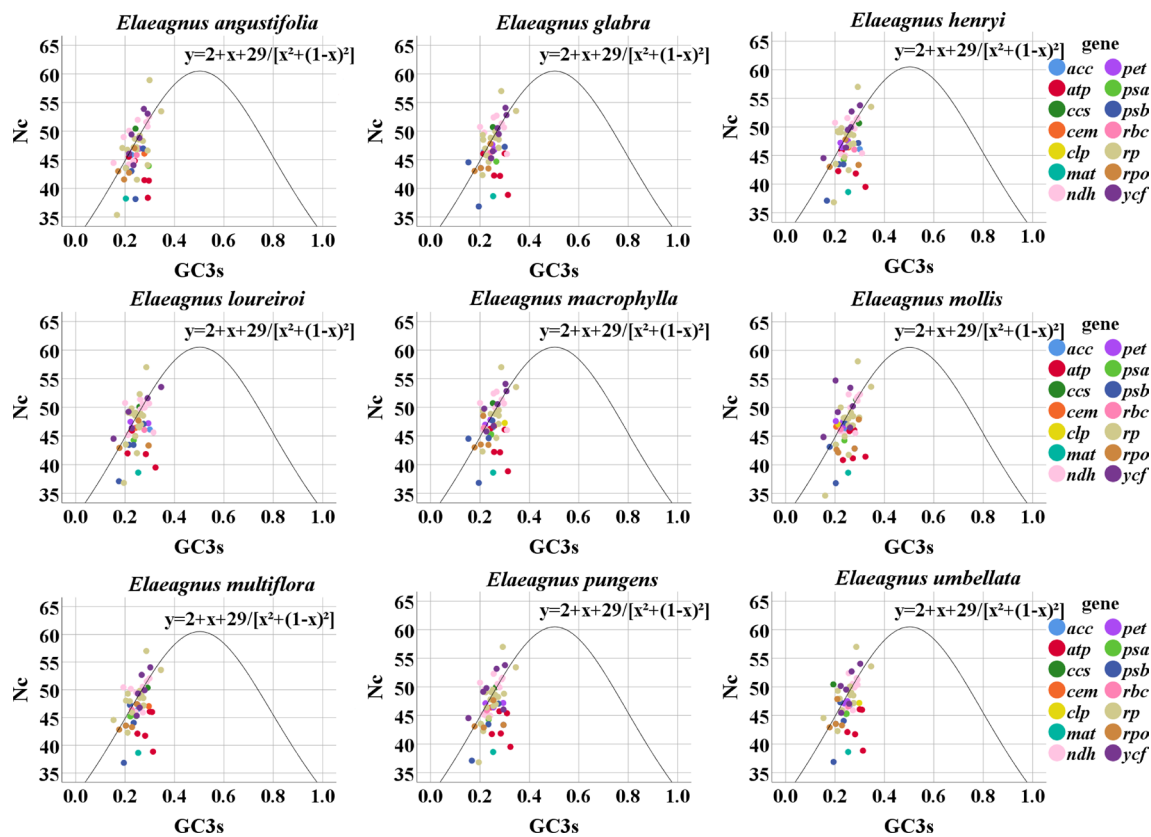 Elaeagnus angustifolia
y=2+x+29/[x²+(1-x)²]
Nc
65
60
55
50
45
40
35
0.0 0.2 0.4 0.6 0.8 1.0
GC3s
Elaeagnus glabra
y=2+x+29/[x²+(1-x)²]
Nc
65
60
55
50
45
40
35
0.0 0.2 0.4 0.6 0.8 1.0
GC3s
Elaeagnus henryi
y=2+x+29/[x²+(1-x)²]
Nc
65
60
55
50
45
40
35
0.0 0.2 0.4 0.6 0.8 1.0
GC3s
gene
acc pet
atp psa
ccs psb
cem rbc
clp rp
mat rpo
ndh ycf
Elaeagnus loureiroi
y=2+x+29/[x²+(1-x)²]
Nc
65
60
55
50
45
40
35
0.0 0.2 0.4 0.6 0.8 1.0
GC3s
Elaeagnus macrophylla
y=2+x+29/[x²+(1-x)²]
Nc
65
60
55
50
45
40
35
0.0 0.2 0.4 0.6 0.8 1.0
GC3s
Elaeagnus mollis
y=2+x+29/[x²+(1-x)²]
Nc
65
60
55
50
45
40
35
0.0 0.2 0.4 0.6 0.8 1.0
GC3s
gene
acc pet
atp psa
ccs psb
cem rbc
clp rp
mat rpo
ndh ycf
Elaeagnus multiflora
y=2+x+29/[x²+(1-x)²]
Nc
65
60
55
50
45
40
35
0.0 0.2 0.4 0.6 0.8 1.0
GC3s
Elaeagnus pungens
y=2+x+29/[x²+(1-x)²]
Nc
65
60
55
50
45
40
35
0.0 0.2 0.4 0.6 0.8 1.0
GC3s
Elaeagnus umbellata
y=2+x+29/[x²+(1-x)²]
Nc
65
60
55
50
45
40
35
0.0 0.2 0.4 0.6 0.8 1.0
GC3s
gene
acc pet
atp psa
ccs psb
cem rbc
clp rp
mat rpo
ndh ycf